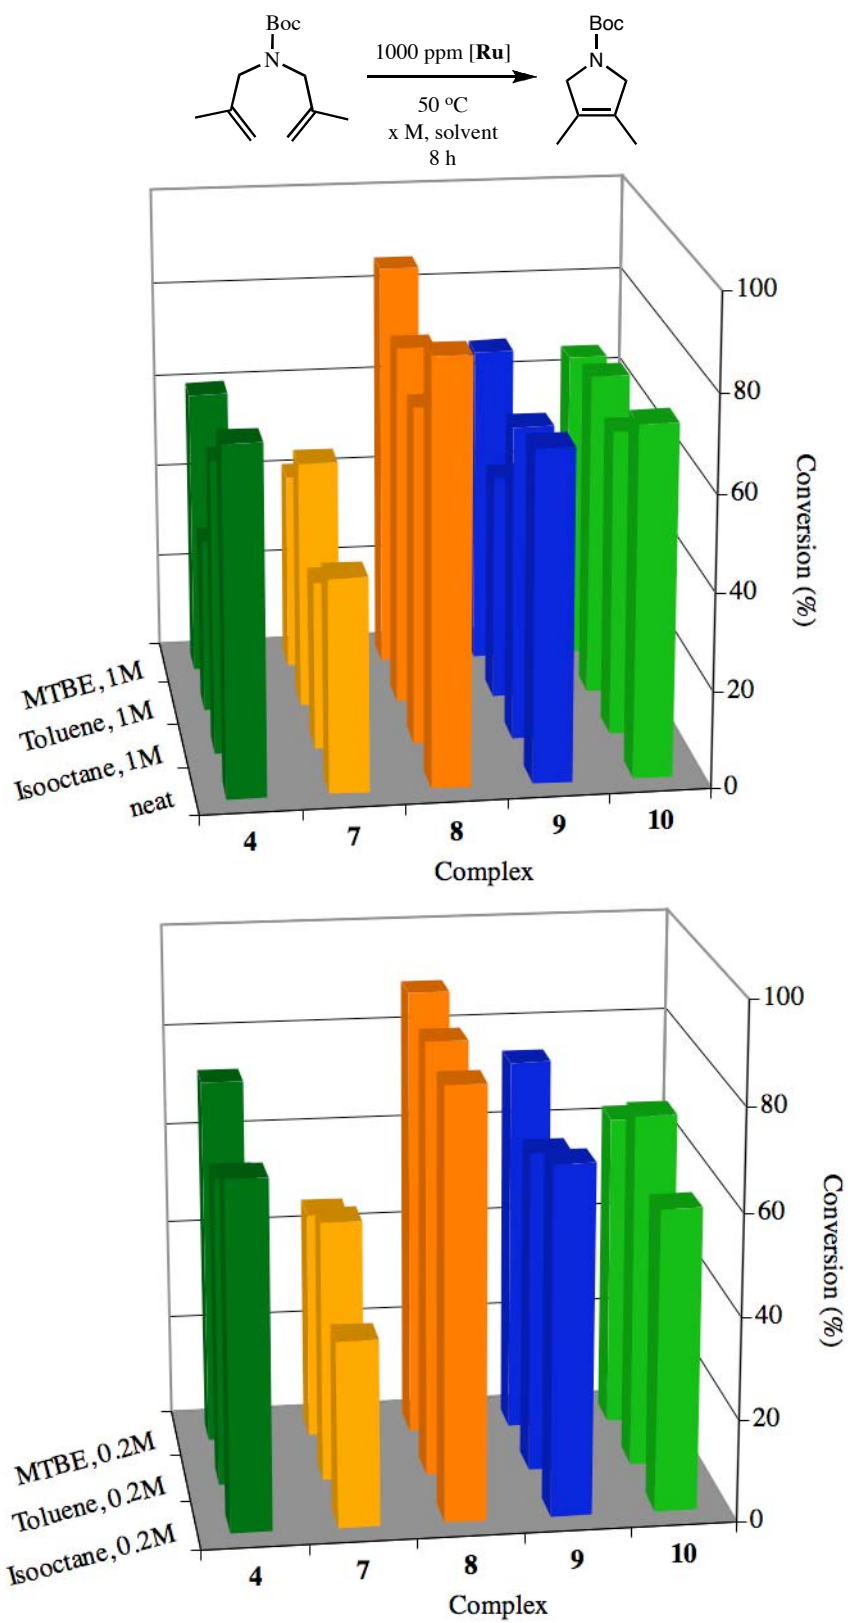 Boc
N
1000 ppm [Ru]
50 °C
x M, solvent
8 h
Boc
N
100
80
60
40
20
0
Conversion (%)
MTBE, 1M
Toluene, 1M
Isooctane, 1M
neat
4 7 8 9 10
Complex
100
80
60
40
20
0
Conversion (%)
MTBE, 0.2M
Toluene, 0.2M
Isooctane, 0.2M
4 7 8 9 10
Complex